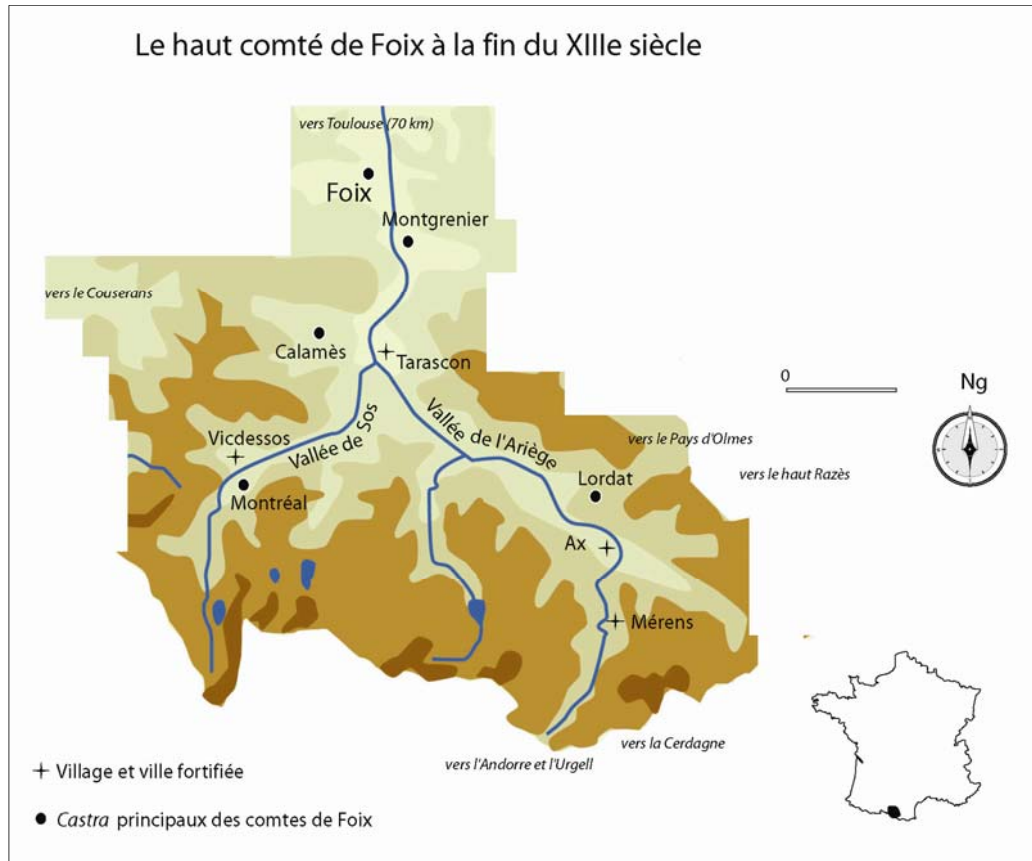 Le haut comté de Foix à la fin du XIIIe siècle
vers Toulouse (70 km)
Foix
Montgrenier
vers le Couserans
Calamès
Tarascon
0
Ng
Vallée de Sos
Vallée de l'Ariège
Vicdessos
vers le Pays d'Olmes
vers le haut Razès
Lordat
Montréal
Ax
Mérens
vers la Cerdagne
vers l'Andorre et l'Urgell
Village et ville fortifiée
Castra principaux des comtes de Foix